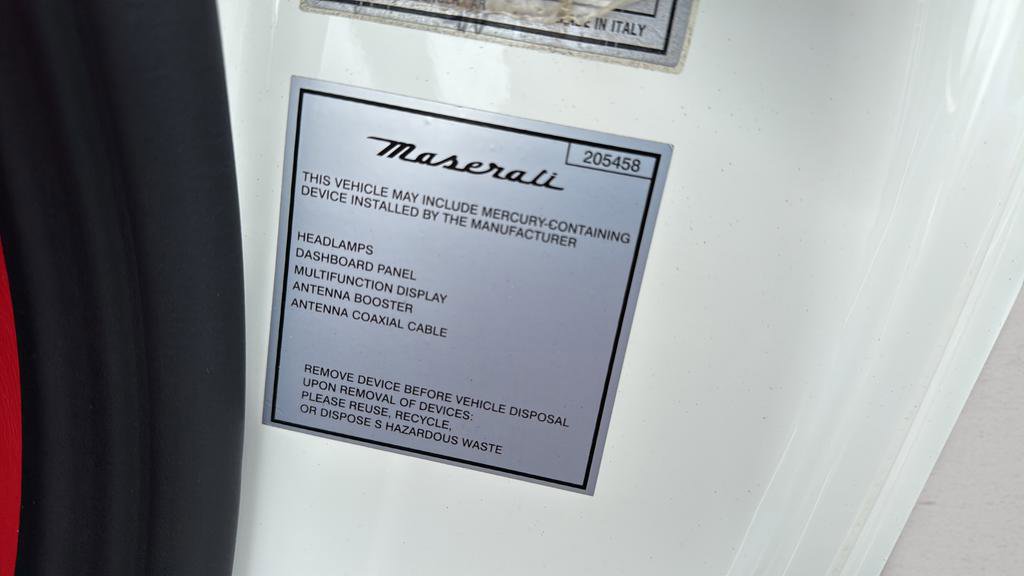 IN ITALY
Maserati
205458
THIS VEHICLE MAY INCLUDE MERCURY-CONTAINING
DEVICE INSTALLED BY THE MANUFACTURER
HEADLAMPS
DASHBOARD PANEL
MULTIFUNCTION DISPLAY
ANTENNA BOOSTER
ANTENNA COAXIAL CABLE
REMOVE DEVICE BEFORE VEHICLE DISPOSAL
UPON REMOVAL OF DEVICES:
PLEASE REUSE, RECYCLE,
OR DISPOSE S HAZARDOUS WASTE